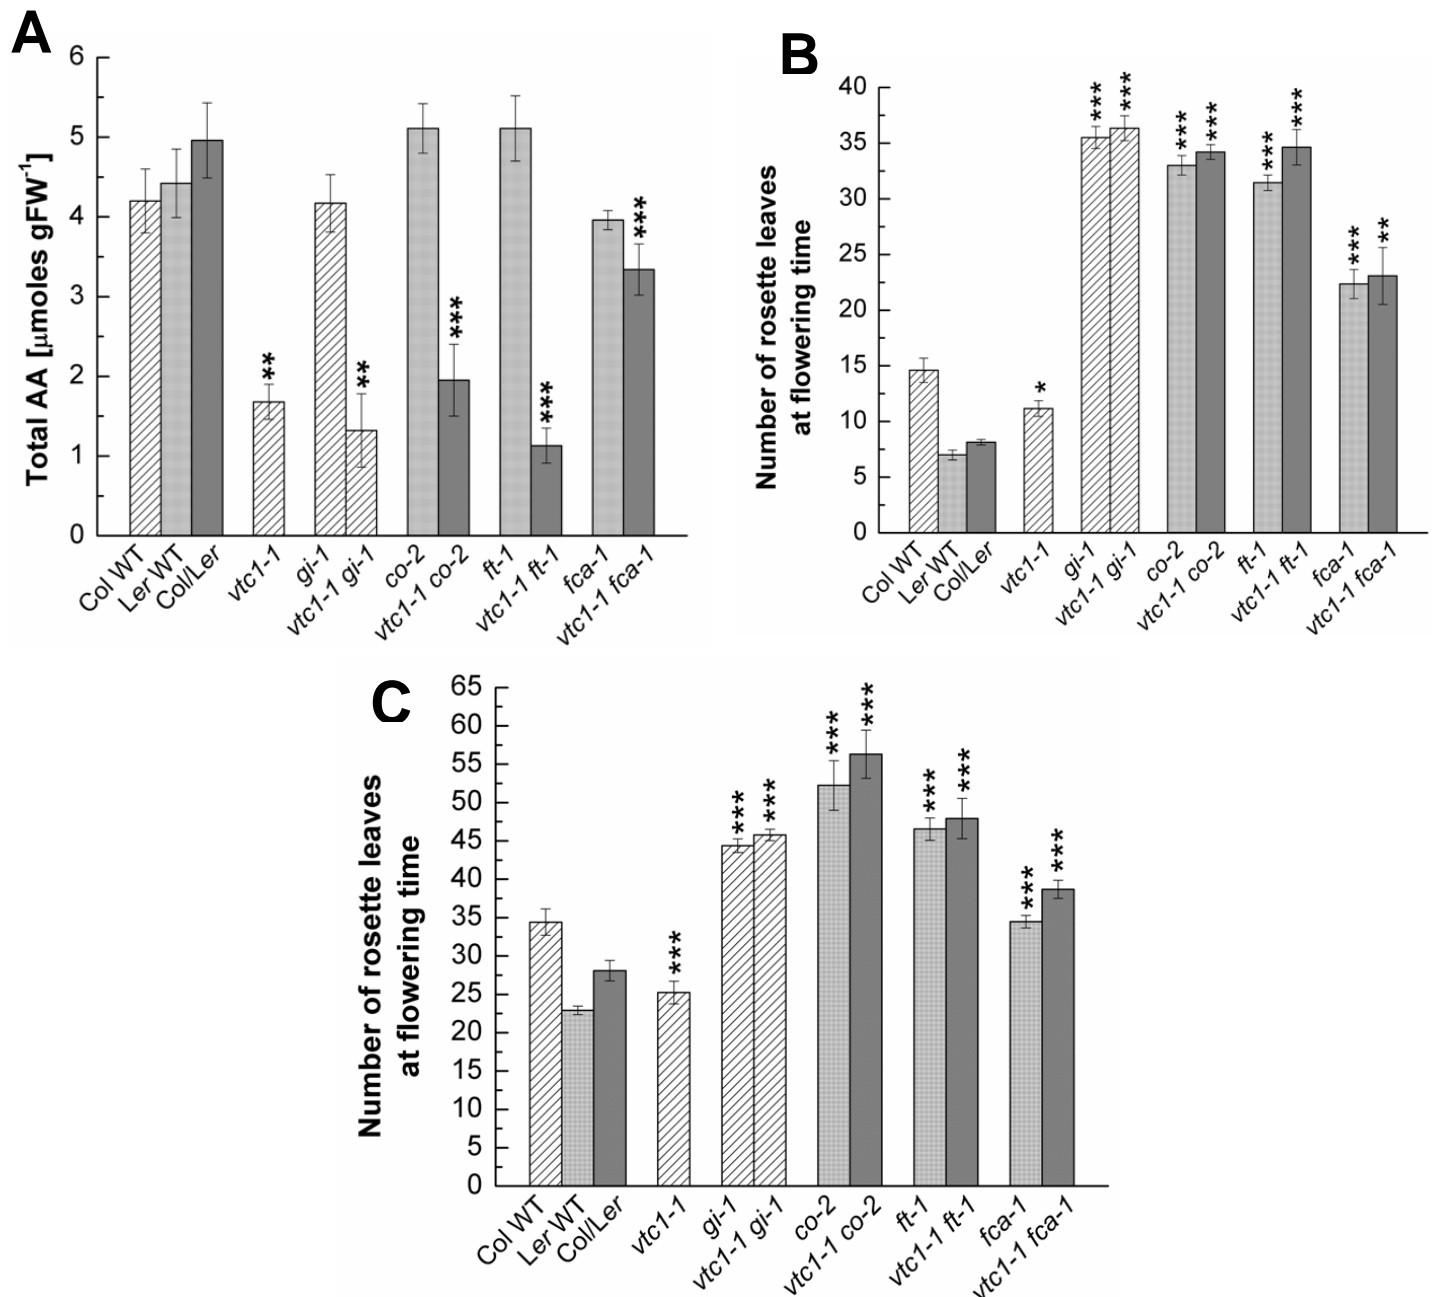 A
Total AA [μmoles gFW⁻¹]
6
5
4
3
2
1
0
**
**
***
***
***
Col WT
Ler WT
Col/Ler
vtc1-1
gi-1
vtc1-1 gi-1
co-2
vtc1-1 co-2
ft-1
vtc1-1 ft-1
fca-1
vtc1-1 fca-1
B
Number of rosette leaves
at flowering time
40
35
30
25
20
15
10
5
0
*
***
***
***
***
***
***
***
**
Col WT
Ler WT
Col/Ler
vtc1-1
gi-1
vtc1-1 gi-1
co-2
vtc1-1 co-2
ft-1
vtc1-1 ft-1
fca-1
vtc1-1 fca-1
C
Number of rosette leaves
at flowering time
65
60
55
50
45
40
35
30
25
20
15
10
5
0
***
***
***
***
***
***
***
***
***
Col WT
Ler WT
Col/Ler
vtc1-1
gi-1
vtc1-1 gi-1
co-2
vtc1-1 co-2
ft-1
vtc1-1 ft-1
fca-1
vtc1-1 fca-1